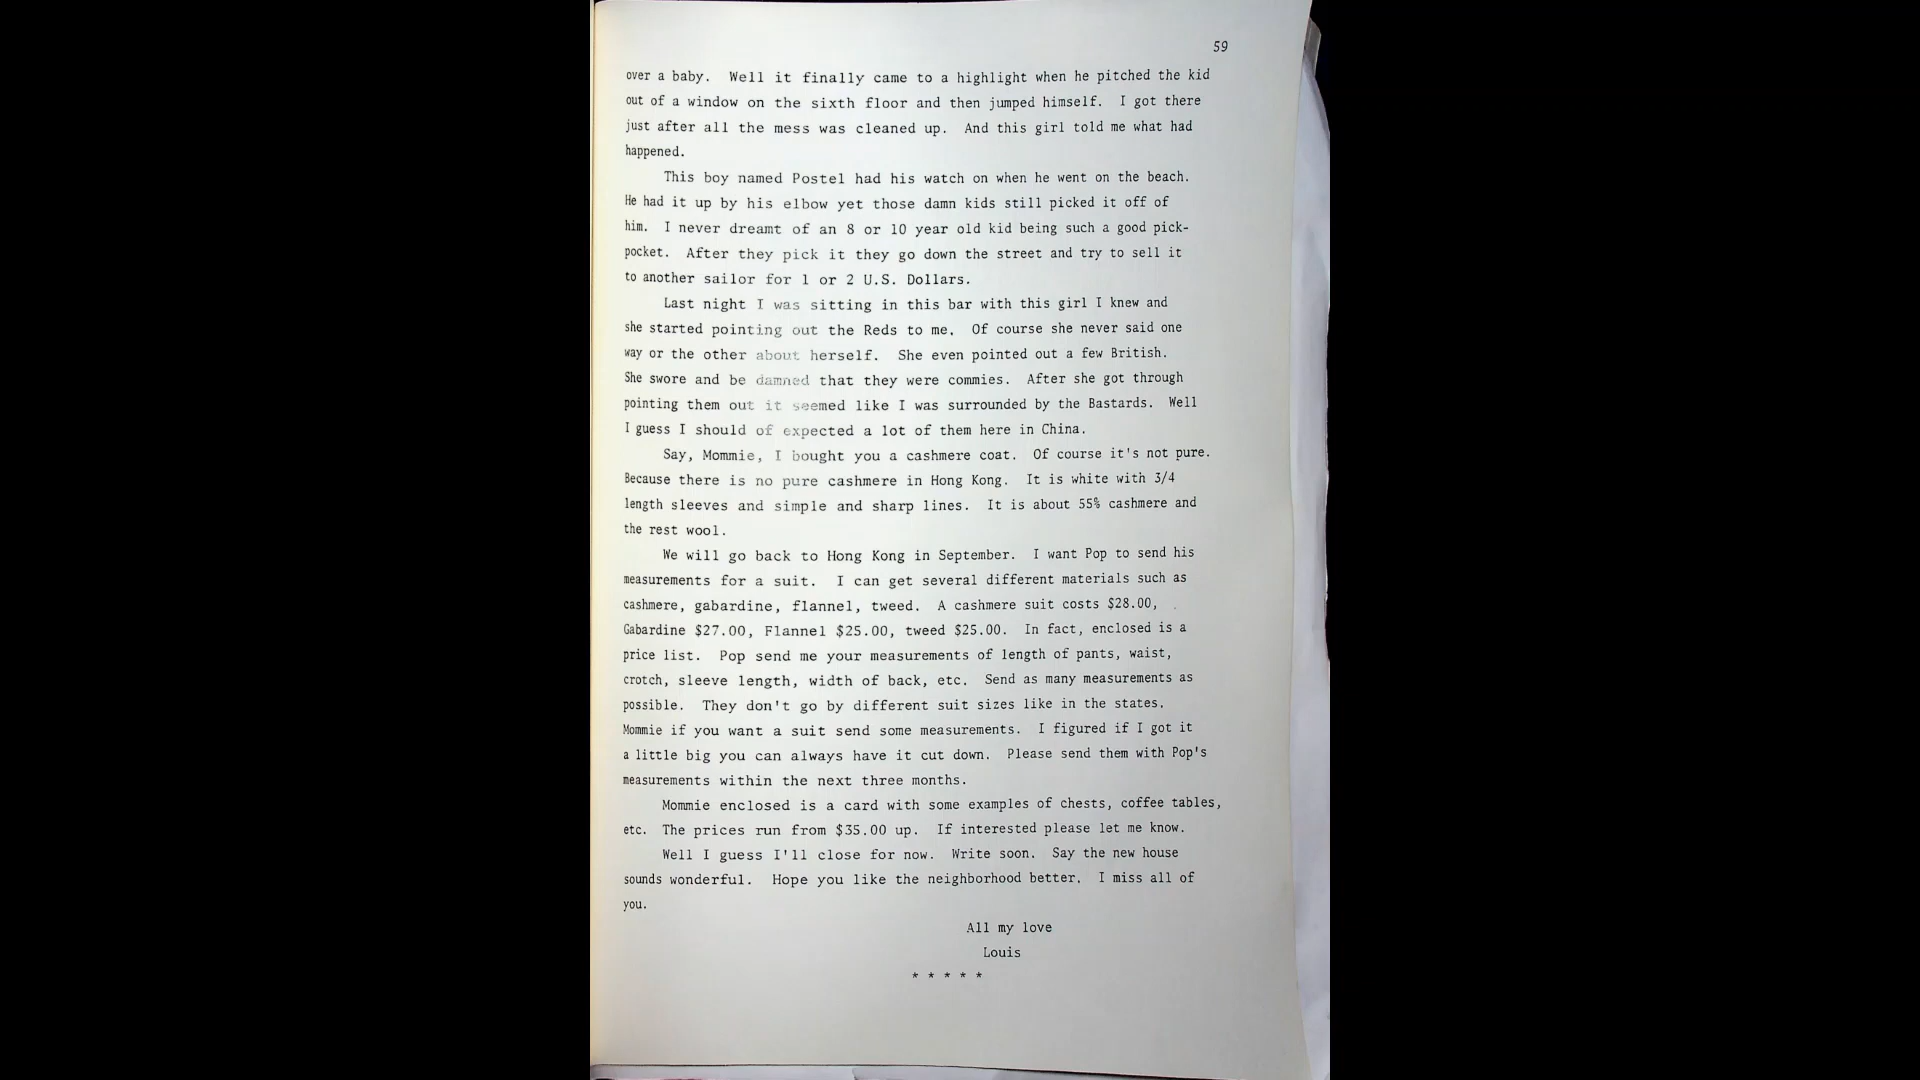 59
over a baby. Well it finally came to a highlight when he pitched the kid
out of a window on the sixth floor and then jumped himself. I got there
just after all the mess was cleaned up. And this girl told me what had
happened.
This boy named Postel had his watch on when he went on the beach.
He had it up by his elbow yet those damn kids still picked it off of
him. I never dreamt of an 8 or 10 year old kid being such a good pick-
pocket. After they pick it they go down the street and try to sell it
to another sailor for 1 or 2 U.S. Dollars.
Last night I was sitting in this bar with this girl I knew and
she started pointing out the Reds to me. Of course she never said one
way or the other about herself. She even pointed out a few British.
She swore and be damned that they were commies. After she got through
pointing them out it seemed like I was surrounded by the Bastards. Well
I guess I should of expected a lot of them here in China.
Say, Mommie, I bought you a cashmere coat. Of course it's not pure.
Because there is no pure cashmere in Hong Kong. It is white with 3/4
length sleeves and simple and sharp lines. It is about 55% cashmere and
the rest wool.
We will go back to Hong Kong in September. I want Pop to send his
measurements for a suit. I can get several different materials such as
cashmere, gabardine, flannel, tweed. A cashmere suit costs $28.00,
Gabardine $27.00, Flannel $25.00, tweed $25.00. In fact, enclosed is a
price list. Pop send me your measurements of length of pants, waist,
crotch, sleeve length, width of back, etc. Send as many measurements as
possible. They don't go by different suit sizes like in the states.
Mommie if you want a suit send some measurements. I figured if I got it
a little big you can always have it cut down. Please send them with Pop's
measurements within the next three months.
Mommie enclosed is a card with some examples of chests, coffee tables,
etc. The prices run from $35.00 up. If interested please let me know.
Well I guess I'll close for now. Write soon. Say the new house
sounds wonderful. Hope you like the neighborhood better. I miss all of
you.
All my love
Louis
* * * * *